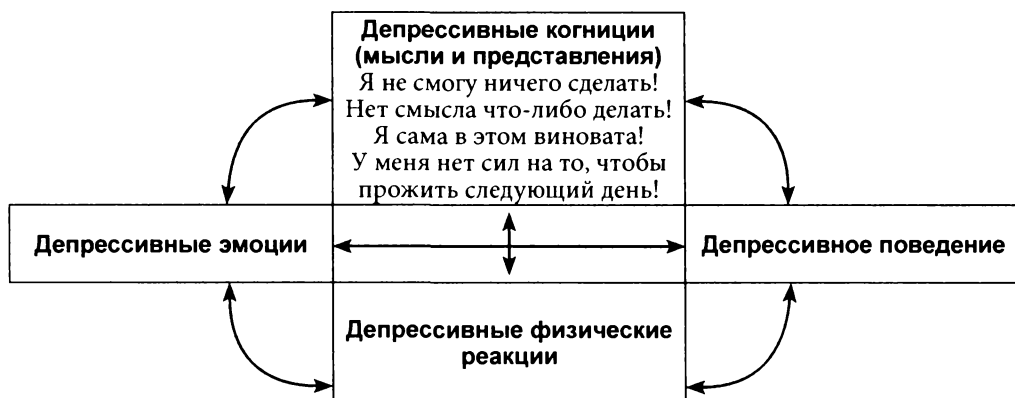 Депрессивные когниции
(мысли и представления)
Я не смогу ничего сделать!
Нет смысла что-либо делать!
Я сама в этом виновата!
У меня нет сил на то, чтобы
прожить следующий день!
Депрессивные эмоции
Депрессивное поведение
Депрессивные физические
реакции